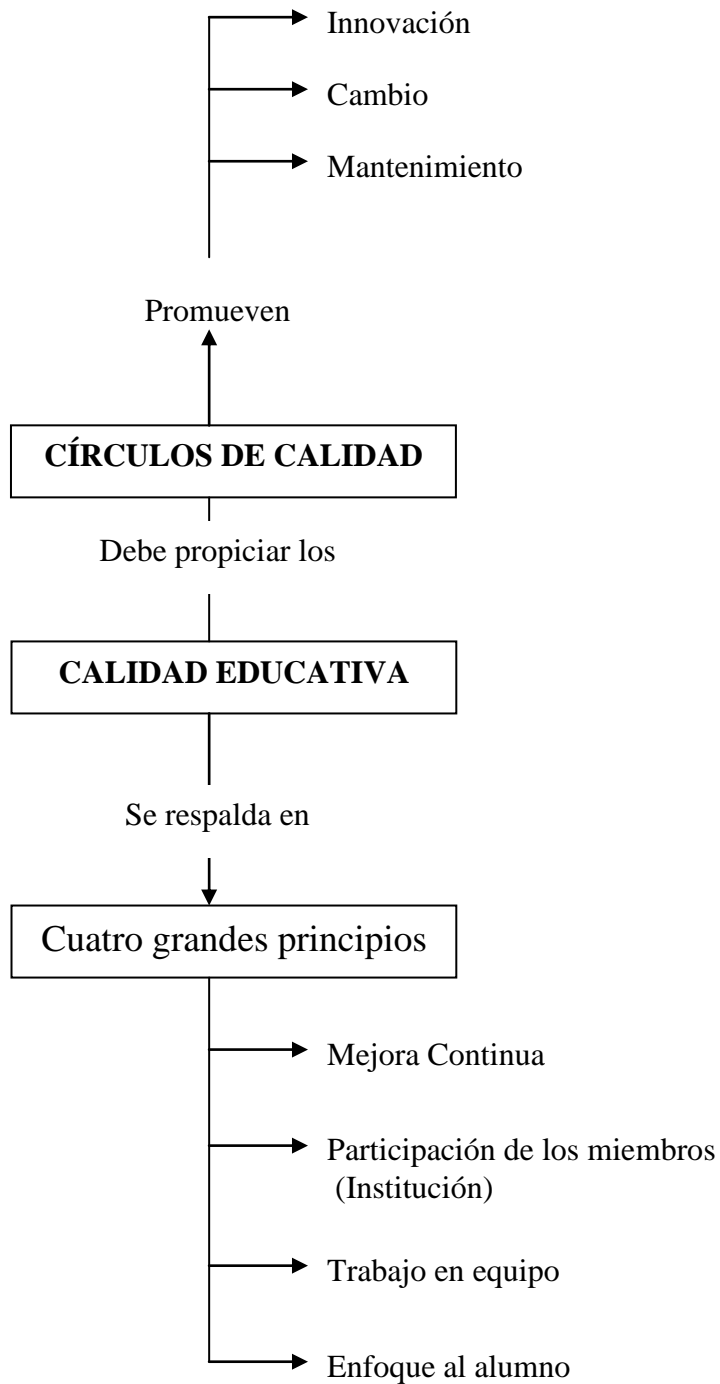 Innovación
Cambio
Mantenimiento
Promueven
CÍRCULOS DE CALIDAD
Debe propiciar los
CALIDAD EDUCATIVA
Se respalda en
Cuatro grandes principios
Mejora Continua
Participación de los miembros
(Institución)
Trabajo en equipo
Enfoque al alumno